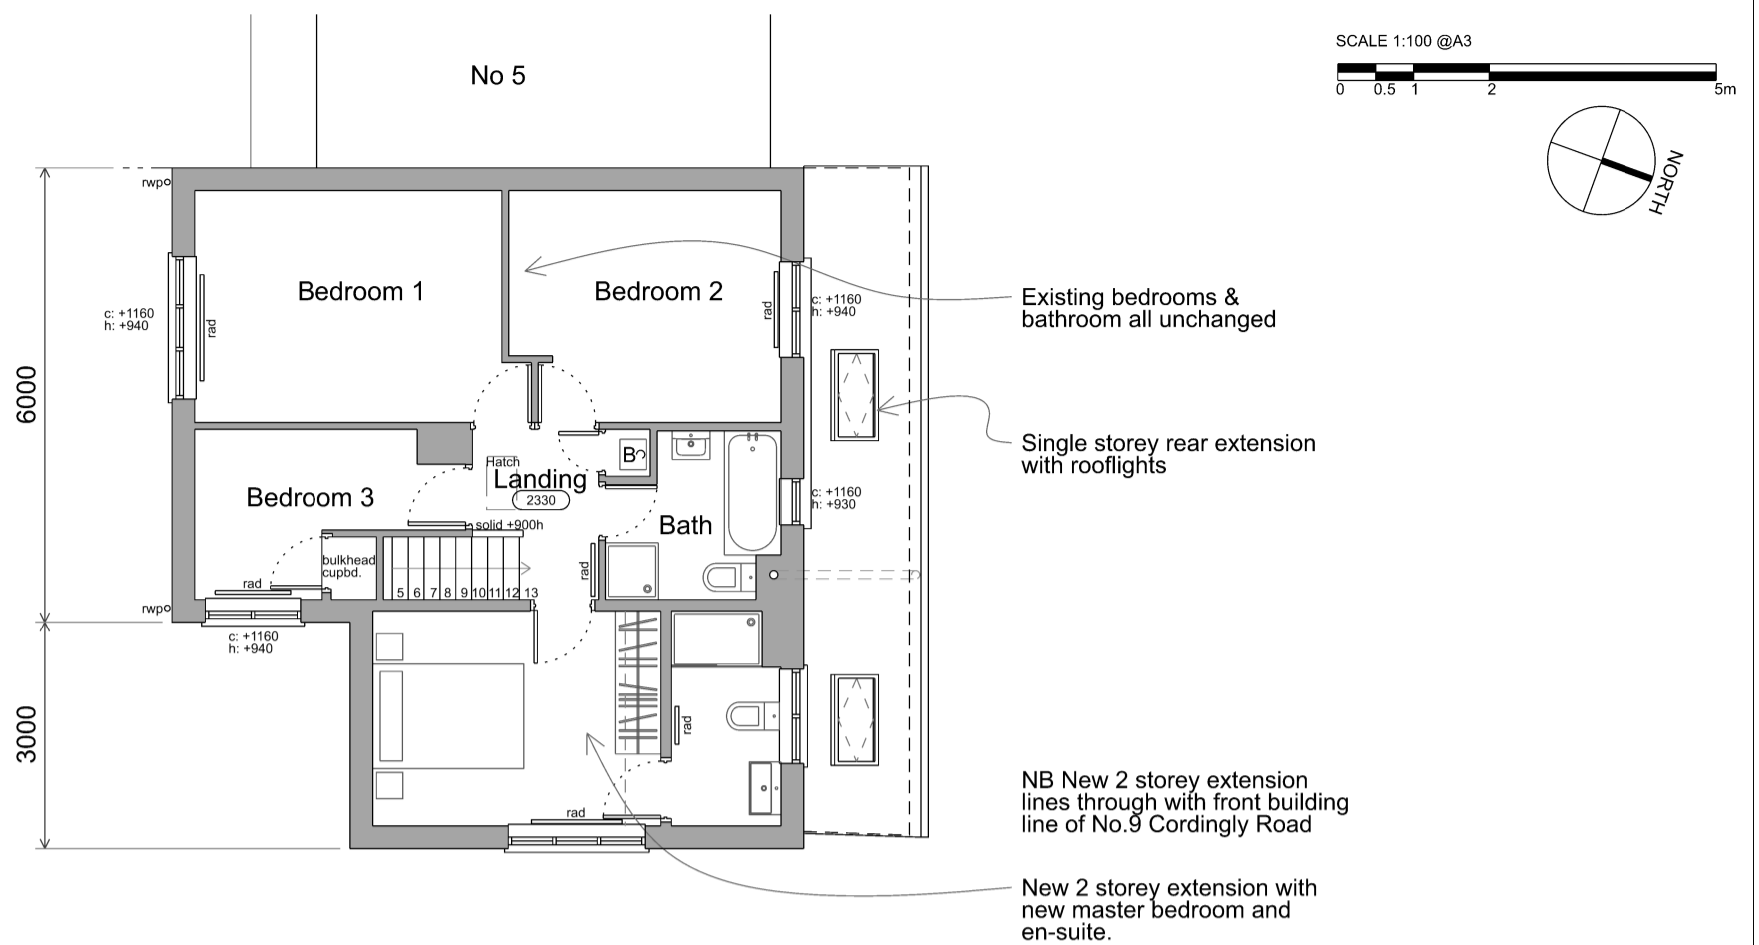 No 5
SCALE 1:100 @A3
0 0.5 1 2 5m
NORTH
rwp
Bedroom 1
Bedroom 2
c: +1160
h: +940
rad
rad
c: +1160
h: +940
Existing bedrooms &
bathroom all unchanged
6000
Single storey rear extension
with rooflights
B
Hatch
Landing
2330
Bedroom 3
solid +900h
Bath
c: +1160
h: +930
bulkhead
cupbd.
rad
rad
5 6 7 8 9 10 11 12 13
rwp
c: +1160
h: +940
3000
rad
rad
NB New 2 storey extension
lines through with front building
line of No.9 Cordingly Road
New 2 storey extension with
new master bedroom and
en-suite.